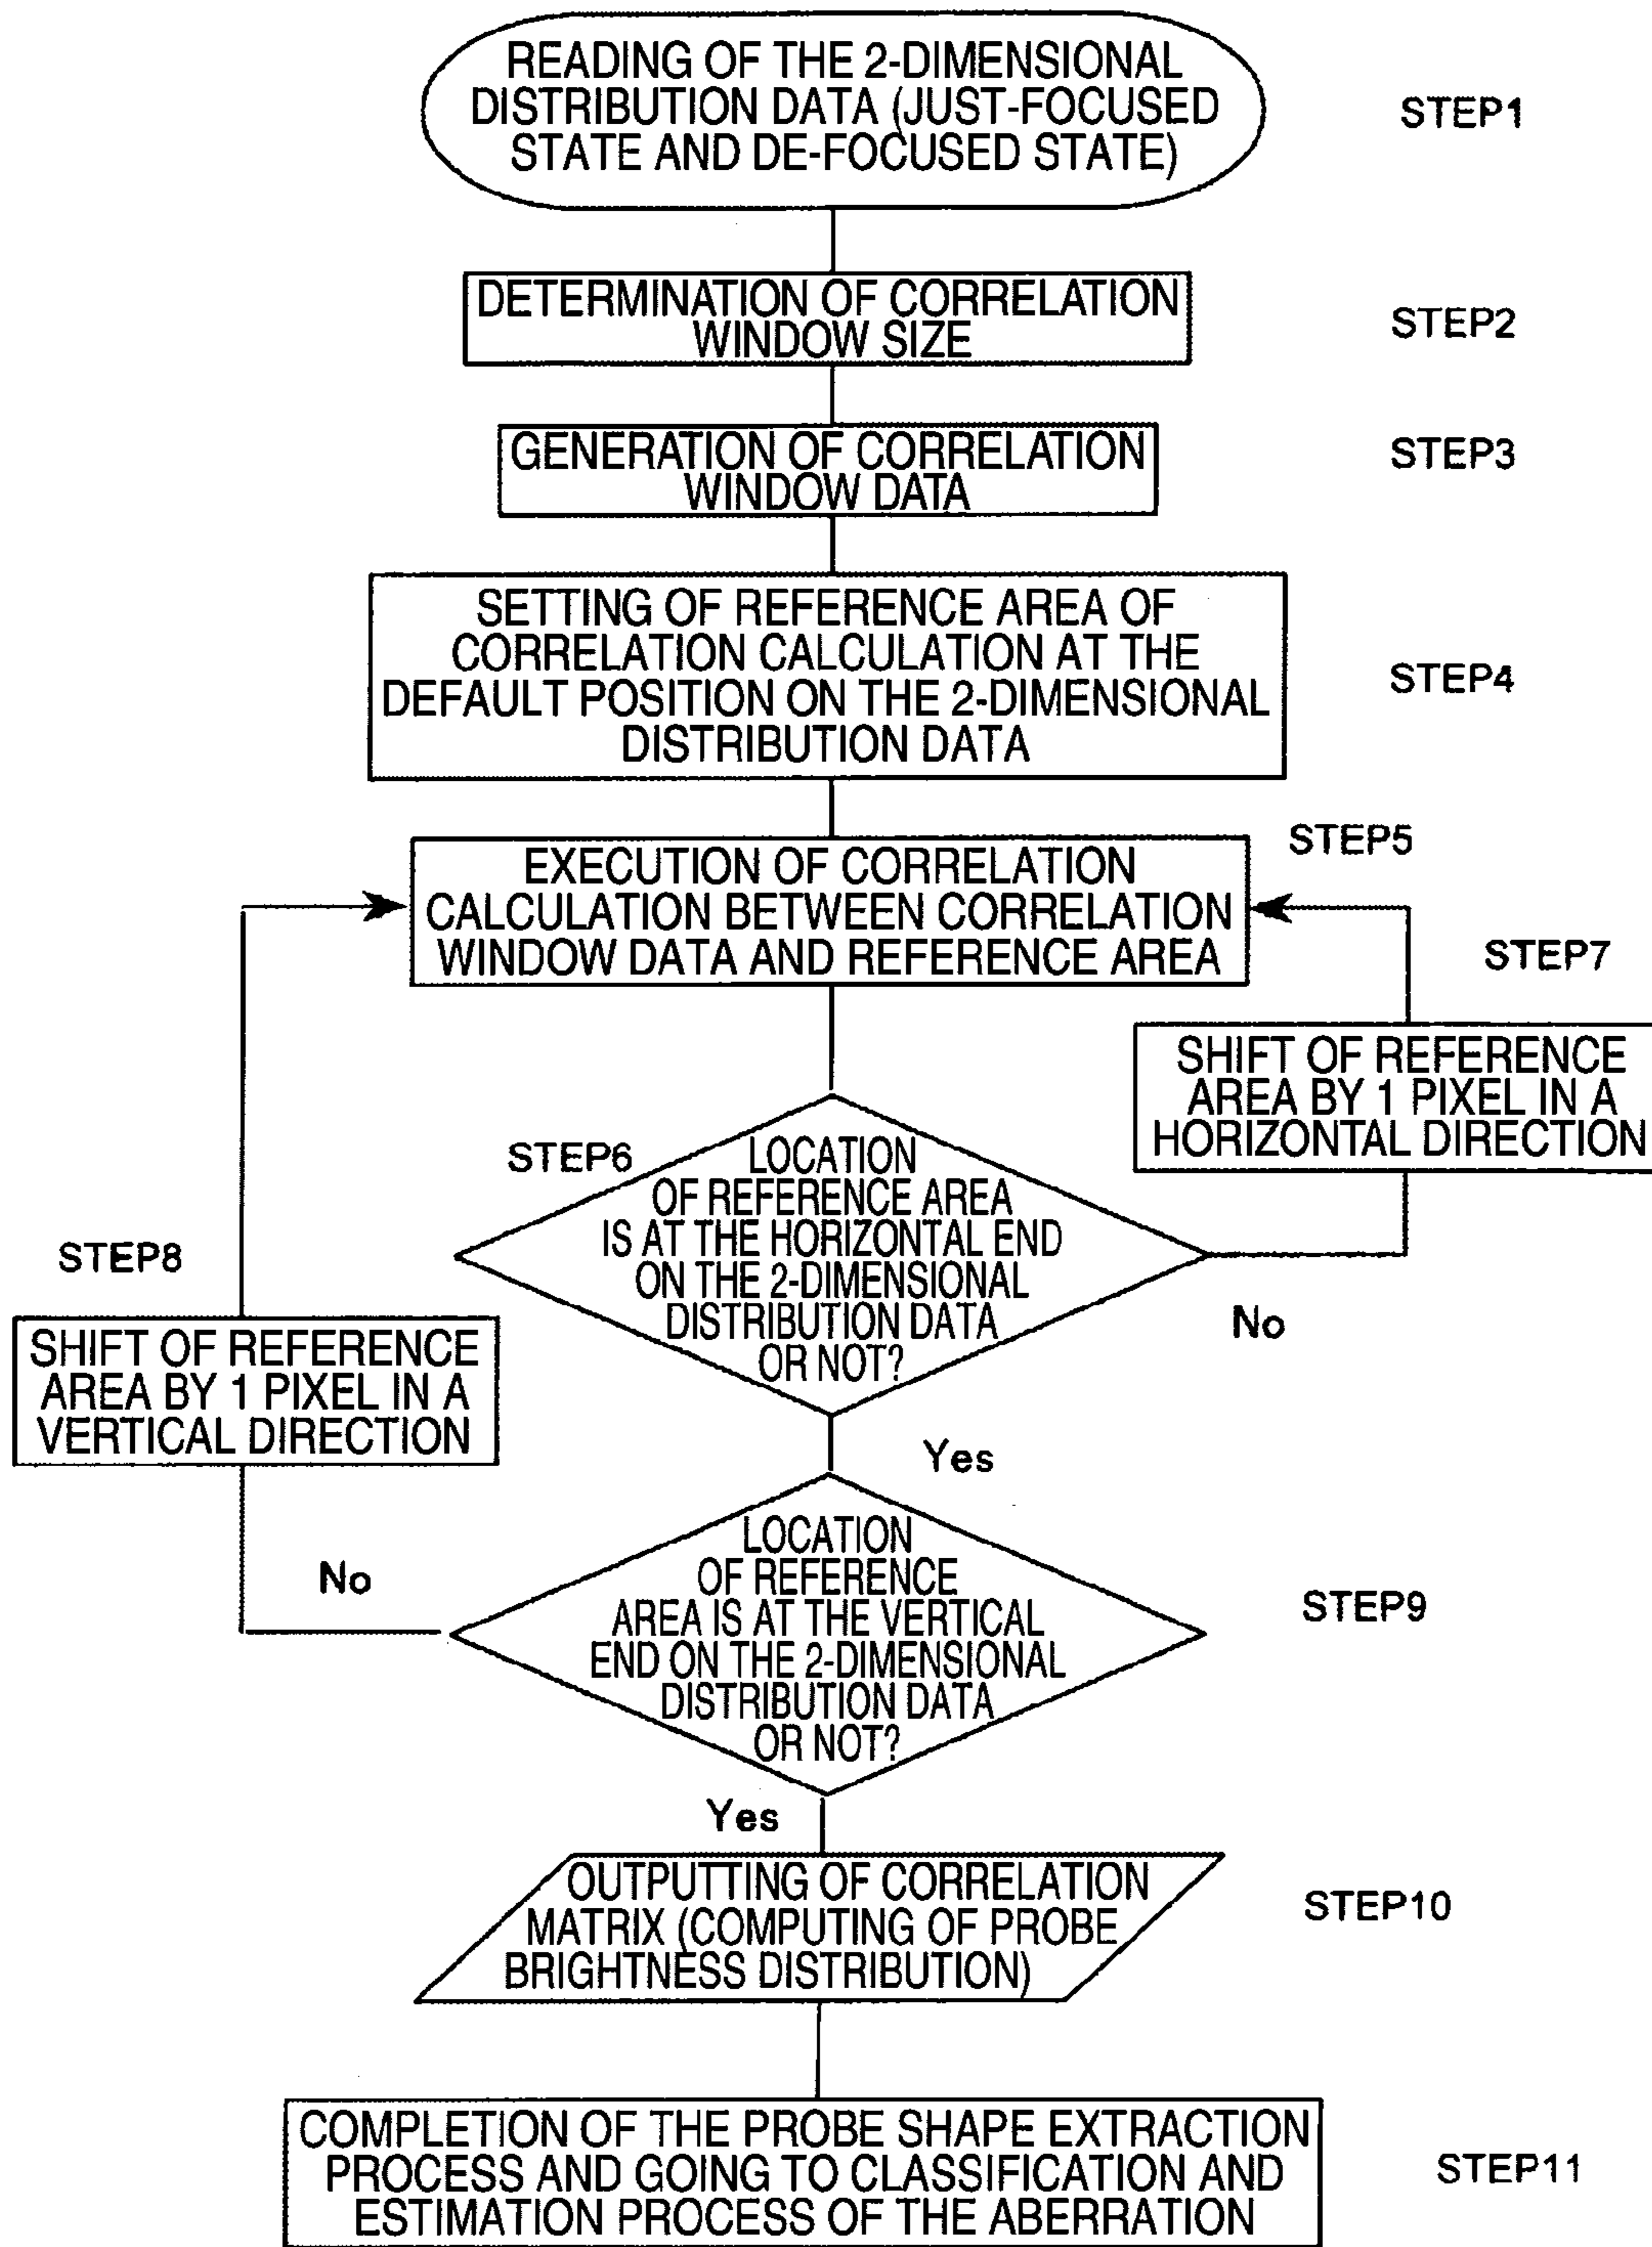 READING OF THE 2-DIMENSIONAL
DISTRIBUTION DATA (JUST-FOCUSED
STATE AND DE-FOCUSED STATE)
STEP1
DETERMINATION OF CORRELATION
WINDOW SIZE
STEP2
GENERATION OF CORRELATION
WINDOW DATA
STEP3
SETTING OF REFERENCE AREA OF
CORRELATION CALCULATION AT THE
DEFAULT POSITION ON THE 2-DIMENSIONAL
DISTRIBUTION DATA
STEP4
EXECUTION OF CORRELATION
CALCULATION BETWEEN CORRELATION
WINDOW DATA AND REFERENCE AREA
STEP5
STEP7
SHIFT OF REFERENCE
AREA BY 1 PIXEL IN A
HORIZONTAL DIRECTION
STEP6
LOCATION
OF REFERENCE AREA
IS AT THE HORIZONTAL END
ON THE 2-DIMENSIONAL
DISTRIBUTION DATA
OR NOT?
No
STEP8
SHIFT OF REFERENCE
AREA BY 1 PIXEL IN A
VERTICAL DIRECTION
Yes
No
LOCATION
OF REFERENCE
AREA IS AT THE VERTICAL
END ON THE 2-DIMENSIONAL
DISTRIBUTION DATA
OR NOT?
STEP9
Yes
OUTPUTTING OF CORRELATION
MATRIX (COMPUTING OF PROBE
BRIGHTNESS DISTRIBUTION)
STEP10
COMPLETION OF THE PROBE SHAPE EXTRACTION
PROCESS AND GOING TO CLASSIFICATION AND
ESTIMATION PROCESS OF THE ABERRATION
STEP11